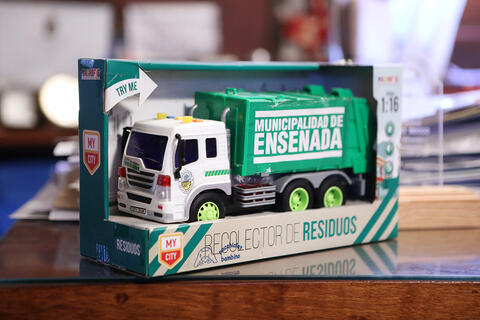 TRY ME
1:16
MY
CITY
MUNICIPALIDAD DE
ENSENADA
RESIDUOS
MY
CITY
RECOLECTOR DE RESIDUOS
bambino